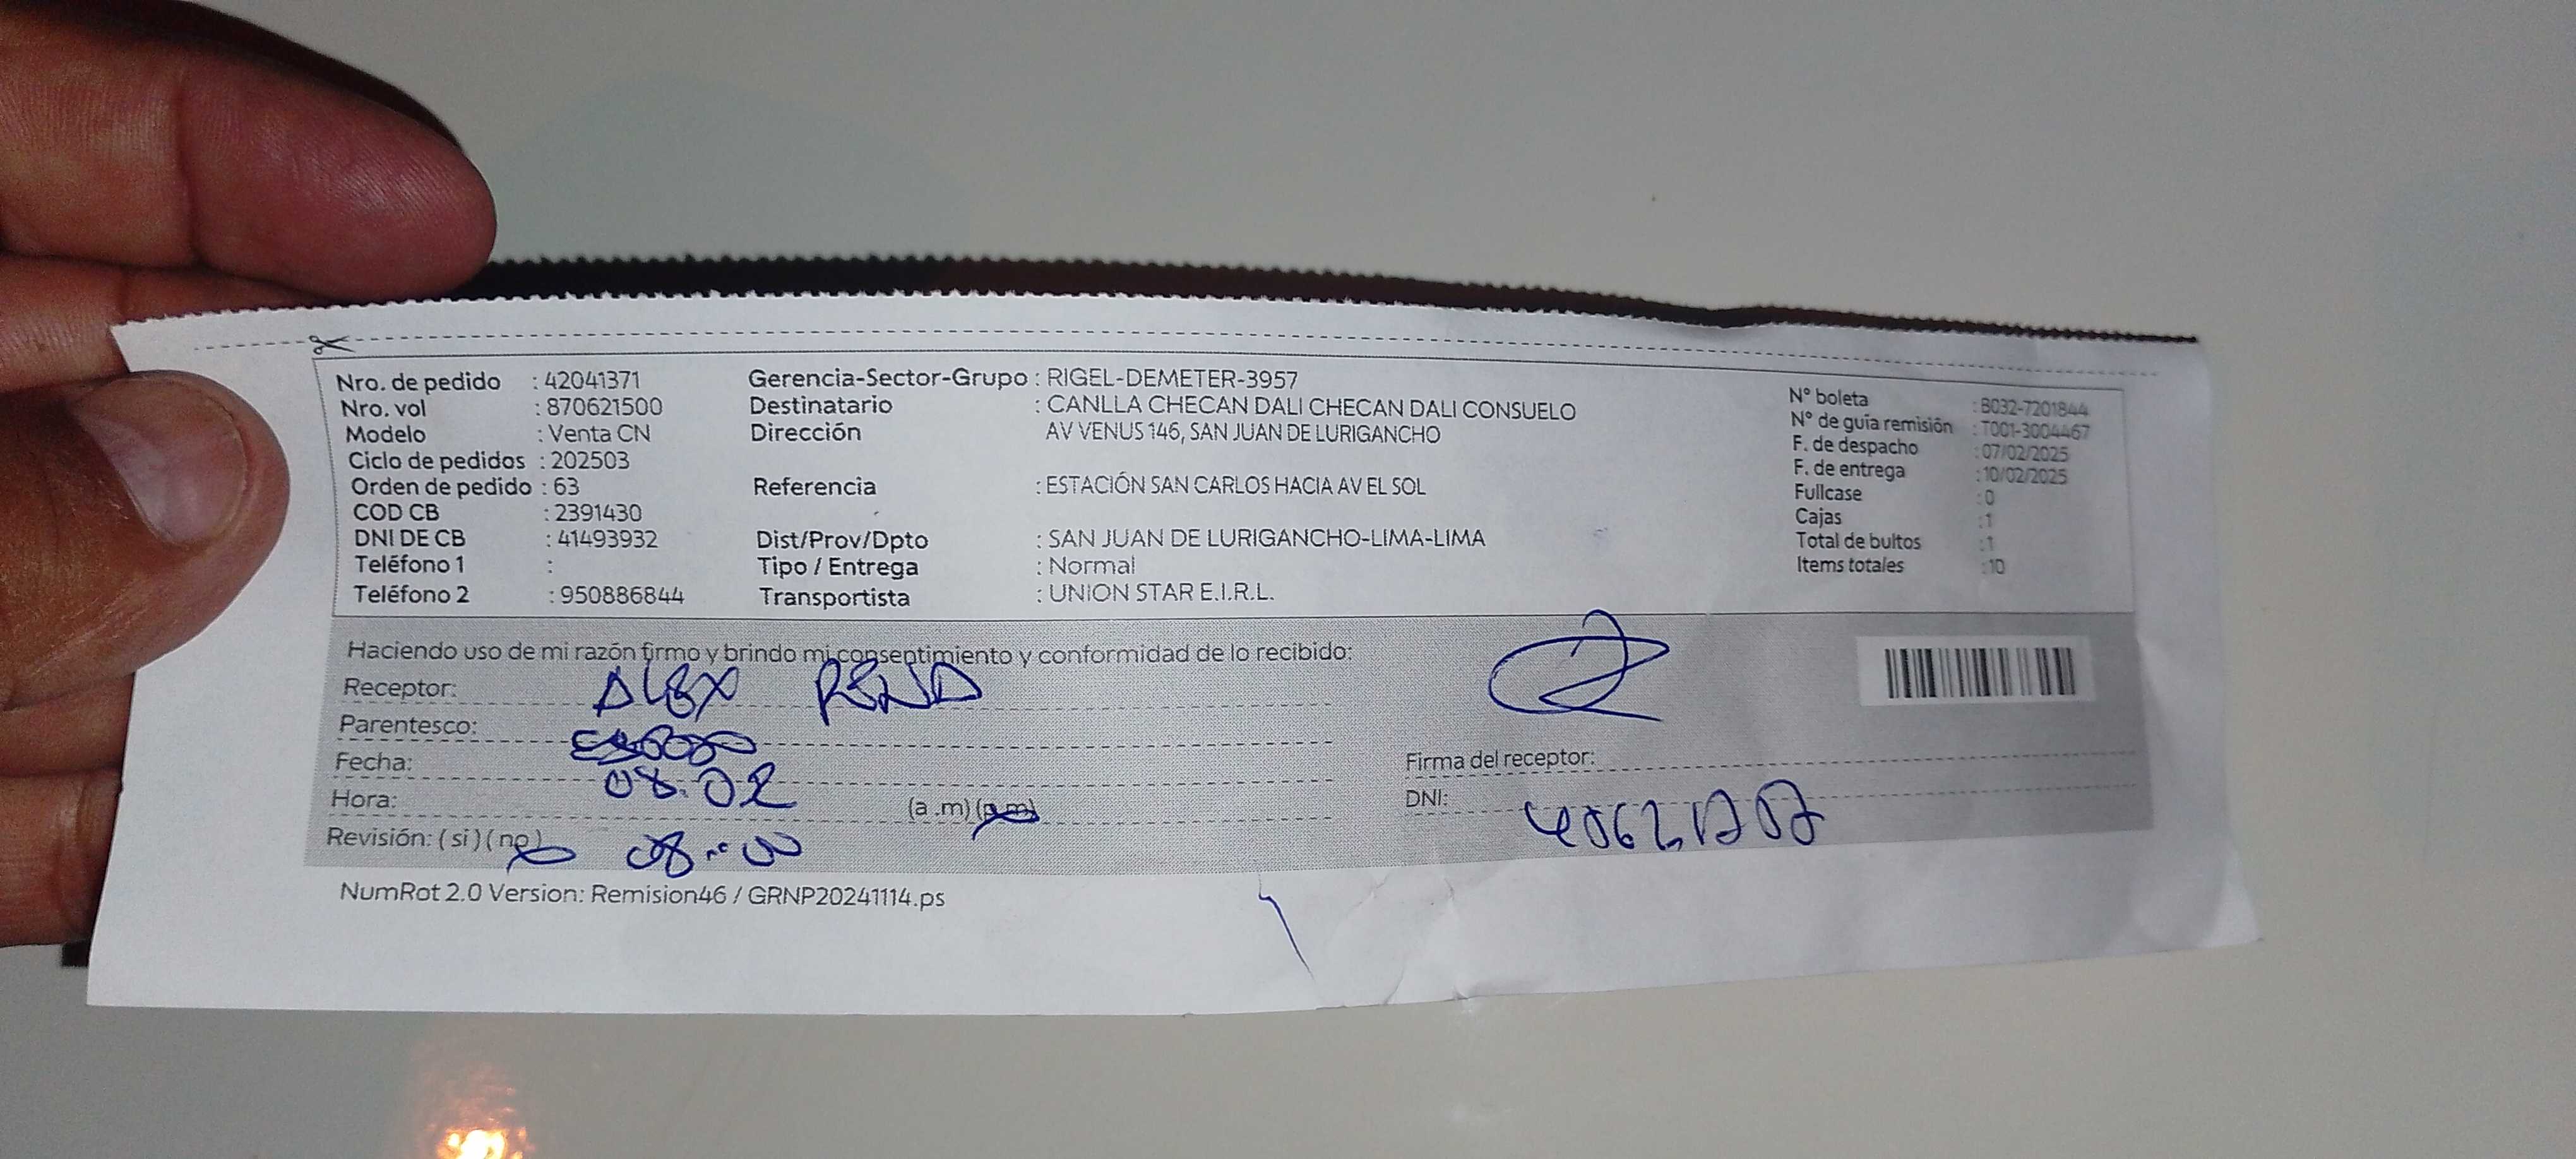 Nro. de pedido : 42041371
Nro. vol : 870621500
Modelo : Venta CN
Ciclo de pedidos : 202503
Orden de pedido : 63
COD CB : 2391430
DNI DE CB : 41493932
Teléfono 1 :
Teléfono 2 : 950886844
Gerencia-Sector-Grupo : RIGEL-DEMETER-3957
Destinatario : CANLLA CHECAN DALI CHECAN DALI CONSUELO
Dirección AV VENUS 146, SAN JUAN DE LURIGANCHO
Referencia : ESTACIÓN SAN CARLOS HACIA AV EL SOL
Dist/Prov/Dpto : SAN JUAN DE LURIGANCHO-LIMA-LIMA
Tipo / Entrega : Normal
Transportista : UNION STAR E.I.R.L.
N° boleta : B032-7201844
N° de guía remisión : T001-3004467
F. de despacho : 07/02/2025
F. de entrega : 10/02/2025
Fullcase : 0
Cajas : 1
Total de bultos : 1
Items totales : 10
Haciendo uso de mi razón firmo y brindo mi consentimiento y conformidad de lo recibido:
Receptor: ALEX
Parentesco:
Fecha: 08.02
Hora: (a .m) (p.m)
Revisión: ( si ) ( no ) 08:00
Firma del receptor:
DNI:
NumRot 2.0 Version: Remision46 / GRNP20241114.ps